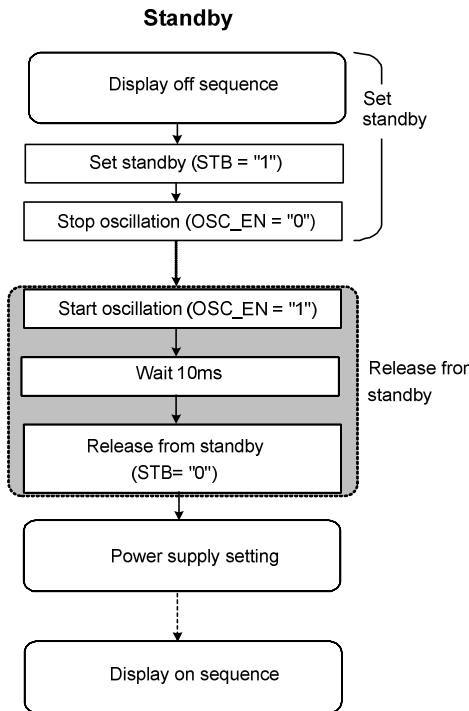 Standby
Display off sequence
Set
standby
Set standby (STB = "1")
Stop oscillation (OSC_EN = "0")
Start oscillation (OSC_EN = "1")
Wait 10ms
Release fror
standby
Release from standby
(STB= "0")
Power supply setting
Display on sequence